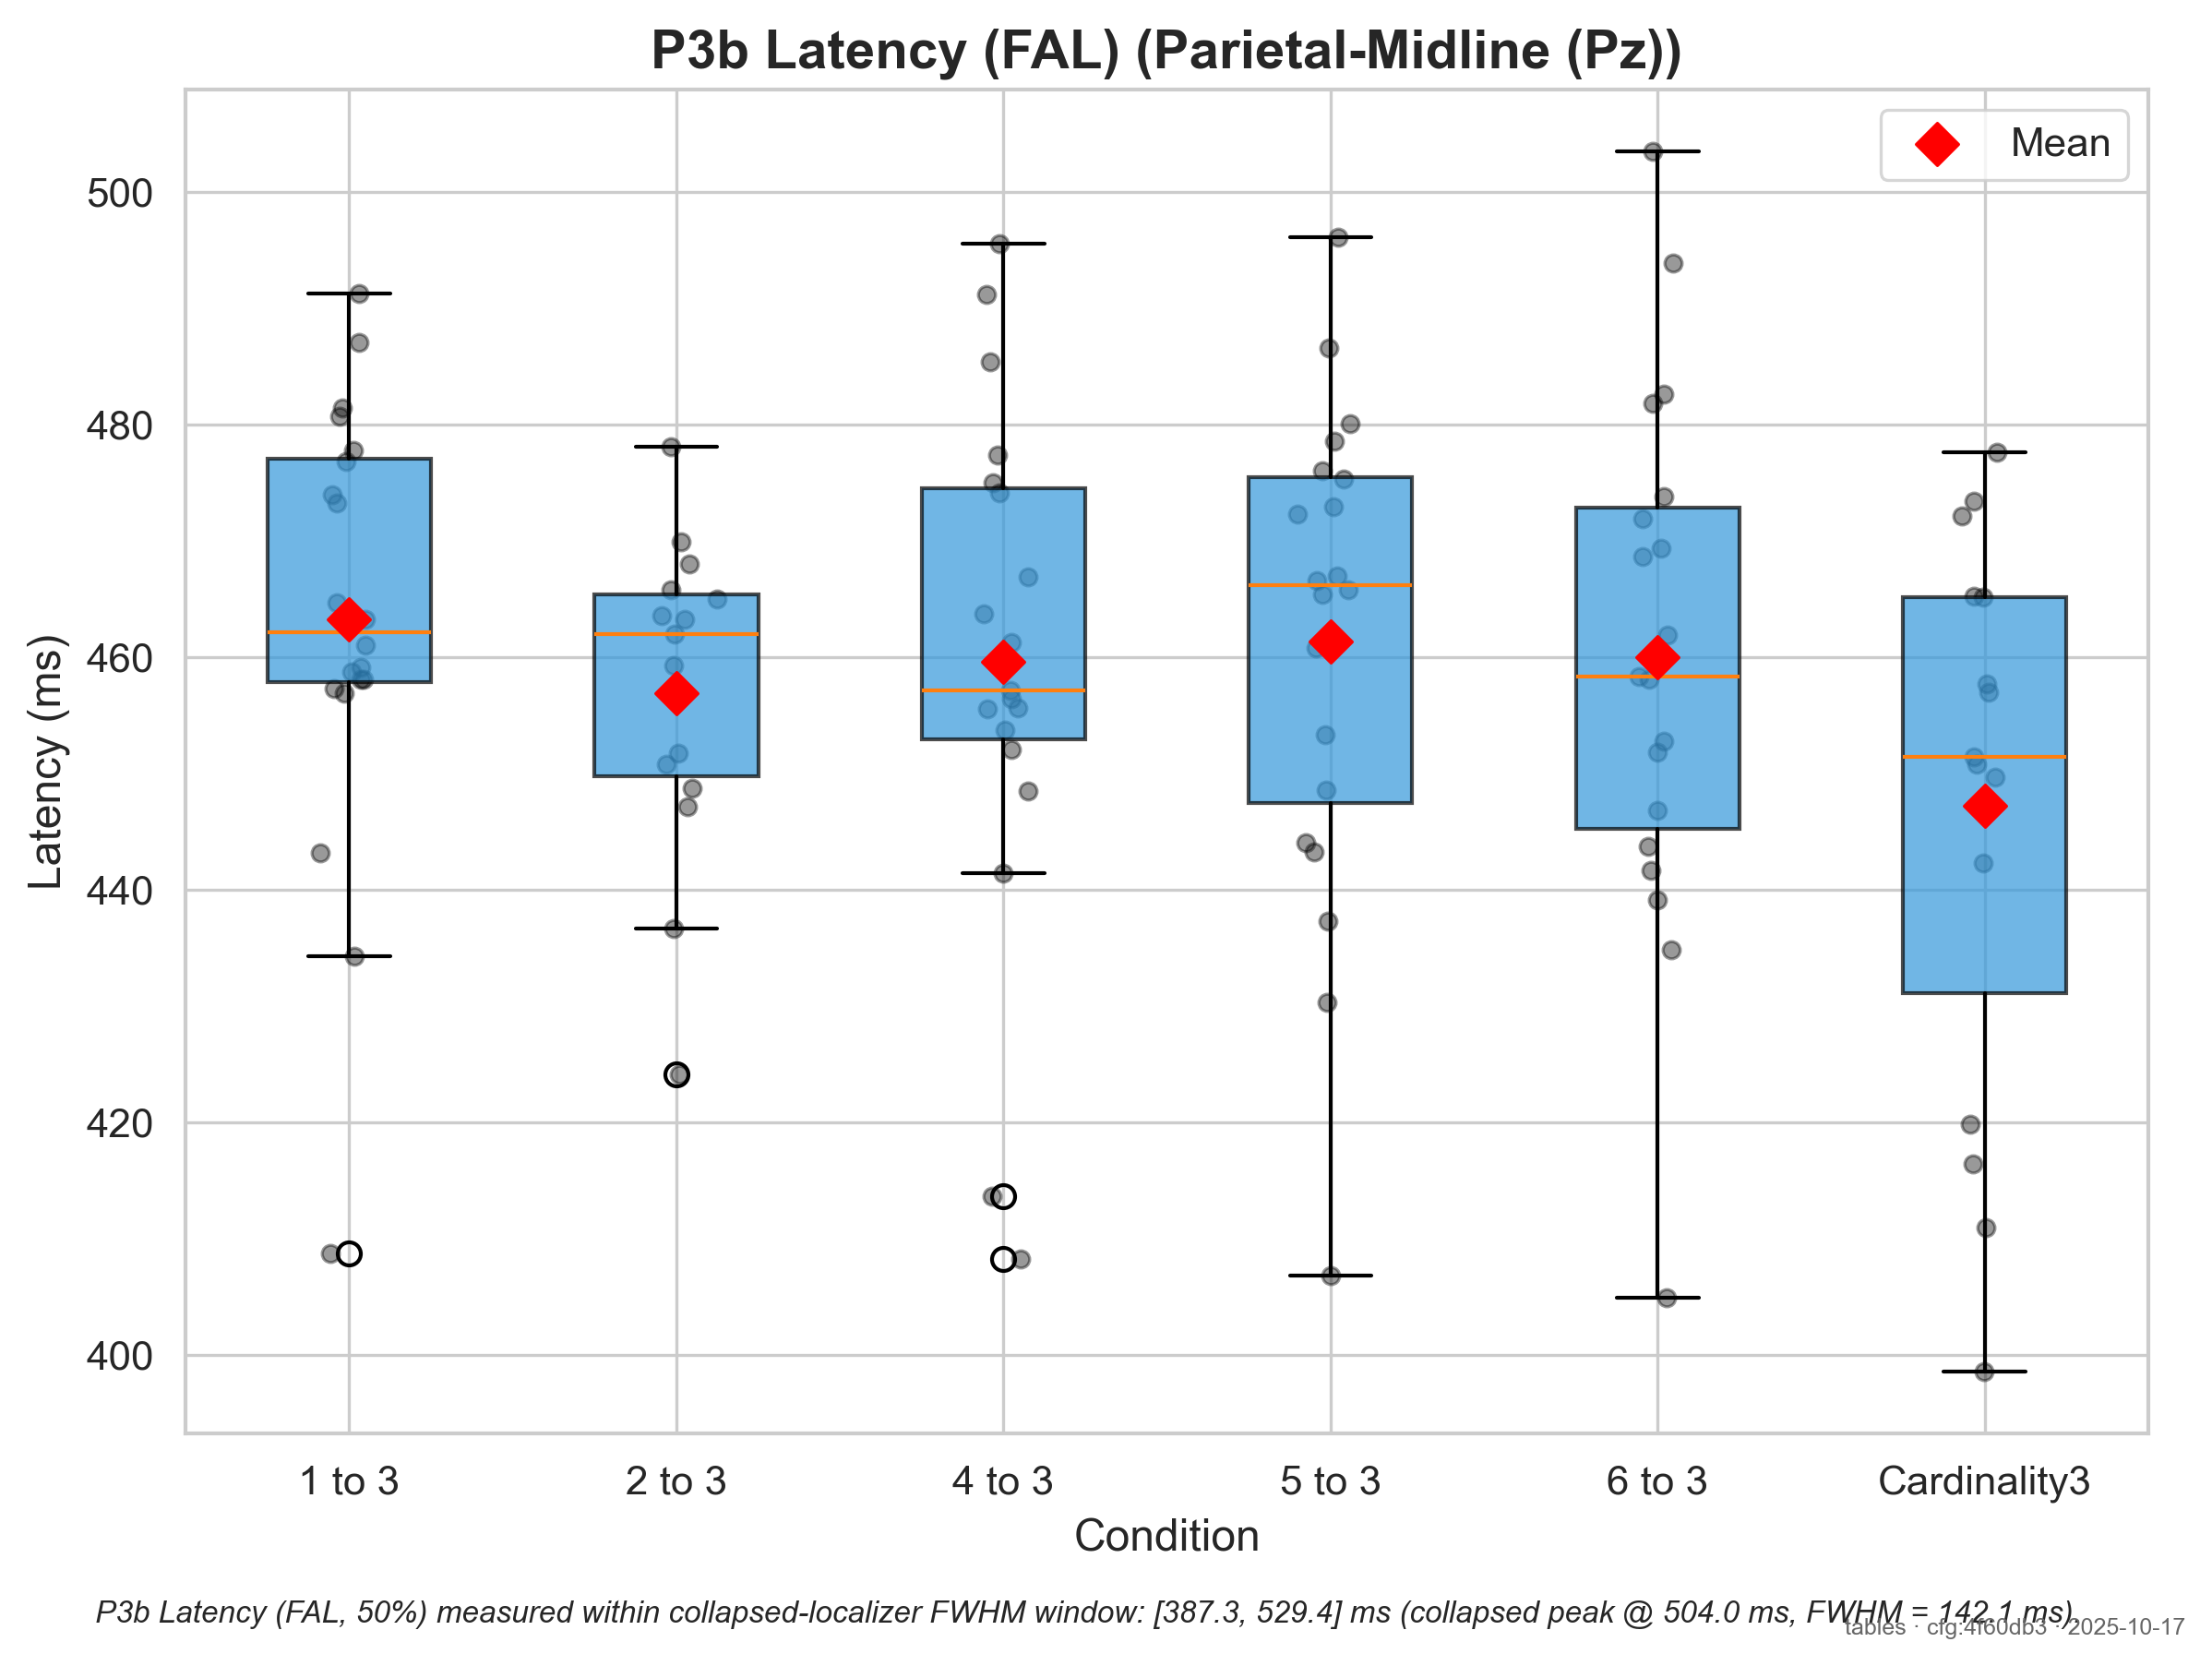 P3b Latency (FAL) (Parietal-Midline (Pz))
Mean
500
480
460
440
420
400
Latency (ms)
1 to 3 2 to 3 4 to 3 5 to 3 6 to 3 Cardinality3
Condition
P3b Latency (FAL, 50%) measured within collapsed-localizer FWHM window: [387.3, 529.4] ms (collapsed peak @ 504.0 ms, FWHM = 142.1 ms).
tables · cfg:4f60db3 · 2025-10-17